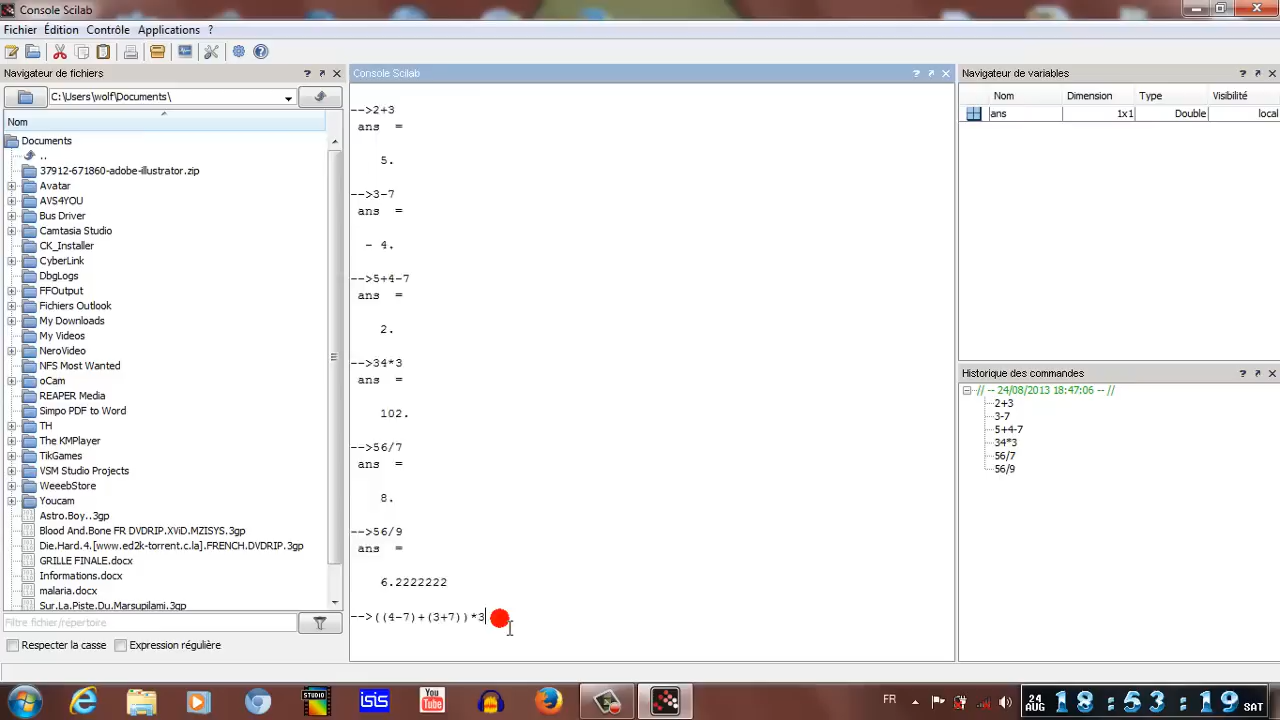 Console Scilab
Fichier Édition Contrôle Applications ?
Navigateur de fichiers ?
C:\Users\wolf\Documents\
Nom
Documents
..
37912-671860-adobe-illustrator.zip
Avatar
AVS4YOU
Bus Driver
Camtasia Studio
CK_Installer
CyberLink
DbgLogs
FFOutput
Fichiers Outlook
My Downloads
My Videos
NeroVideo
NFS Most Wanted
oCam
REAPER Media
Simpo PDF to Word
TH
The KMPlayer
TikGames
VSM Studio Projects
WeeebStore
Youcam
Astro.Boy..3gp
Blood And.Bone FR DVDRIP.XViD.MZISYS.3gp
Die.Hard.4.[www.ed2k-torrent.c.la].FRENCH.DVDRIP.3gp
GRILLE FINALE.docx
Informations.docx
malaria.docx
Sur.La.Piste.Du.Marsupilami.3gp
Filtre fichier/répertoire
Respecter la casse Expression régulière
Console Scilab ?
-->2+3
ans =
5.
-->3-7
ans =
- 4.
-->5+4-7
ans =
2.
-->34*3
ans =
102.
-->56/7
ans =
8.
-->56/9
ans =
6.2222222
-->((4-7)+(3+7))*3
Navigateur de variables ?
Nom Dimension Type Visibilité
ans 1x1 Double local
Historique des commandes ?
// -- 24/08/2013 18:47:06 -- //
2+3
3-7
5+4-7
34*3
56/7
56/9
STUDIO
isis
You Tube
FR
24 AUG 18:53:19 2013 SAT